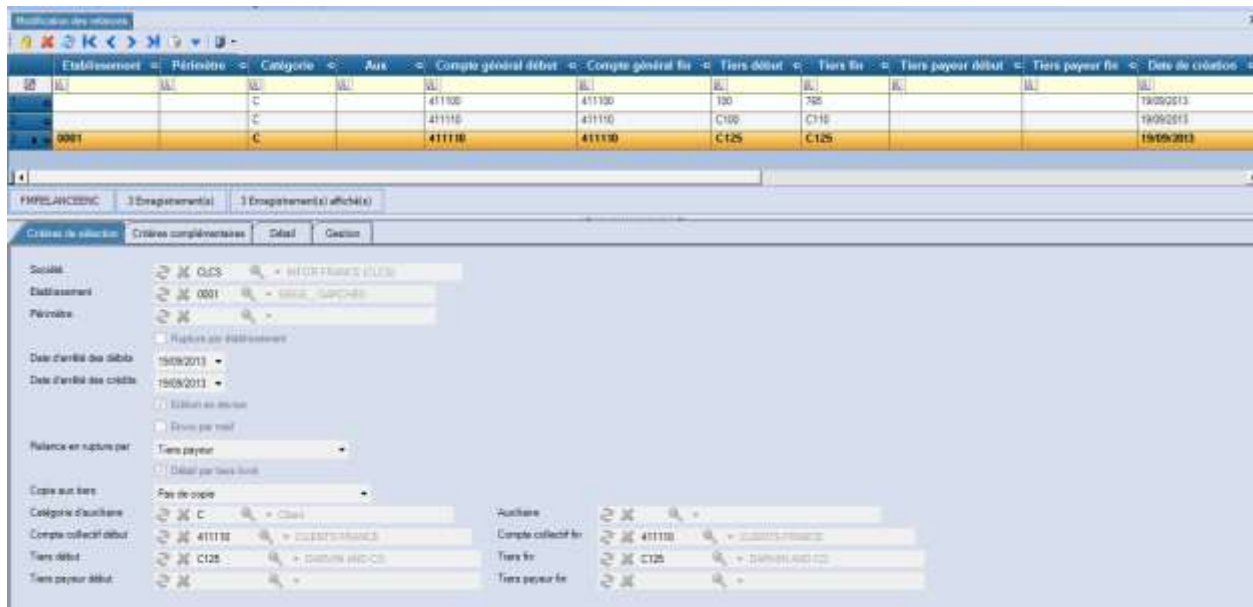 Modification des relances
Etablissement Périmètre Catégorie Aux Compte général début Compte général fin Tiers début Tiers fin Tiers payeur début Tiers payeur fin Date de création
C 411100 411100 100 765 19/09/2013
C 411110 411110 C100 C110 19/09/2013
0001 C 411110 411110 C125 C125 19/09/2013
FMRELANCEENC 3 Enregistrement(s) 3 Enregistrement(s) affiché(s)
Critères de sélection Critères complémentaires Détail Gestion
Société CLCS INFOR FRANCE (CLCS)
Etablissement 0001 SIEGE _ GARCHES
Périmètre
Rupture par établissement
Date d'arrêté des débits 19/09/2013
Date d'arrêté des crédits 19/09/2013
Edition en devise
Envoi par mail
Relance en rupture par Tiers payeur
Détail par tiers livré
Copie aux tiers Pas de copie
Catégorie d'auxiliaire C Client Auxiliaire
Compte collectif début 411110 CLIENTS FRANCE Compte collectif fin 411110 CLIENTS FRANCE
Tiers début C125 DARWIN AND CO Tiers fin C125 DARWIN AND CO
Tiers payeur début Tiers payeur fin